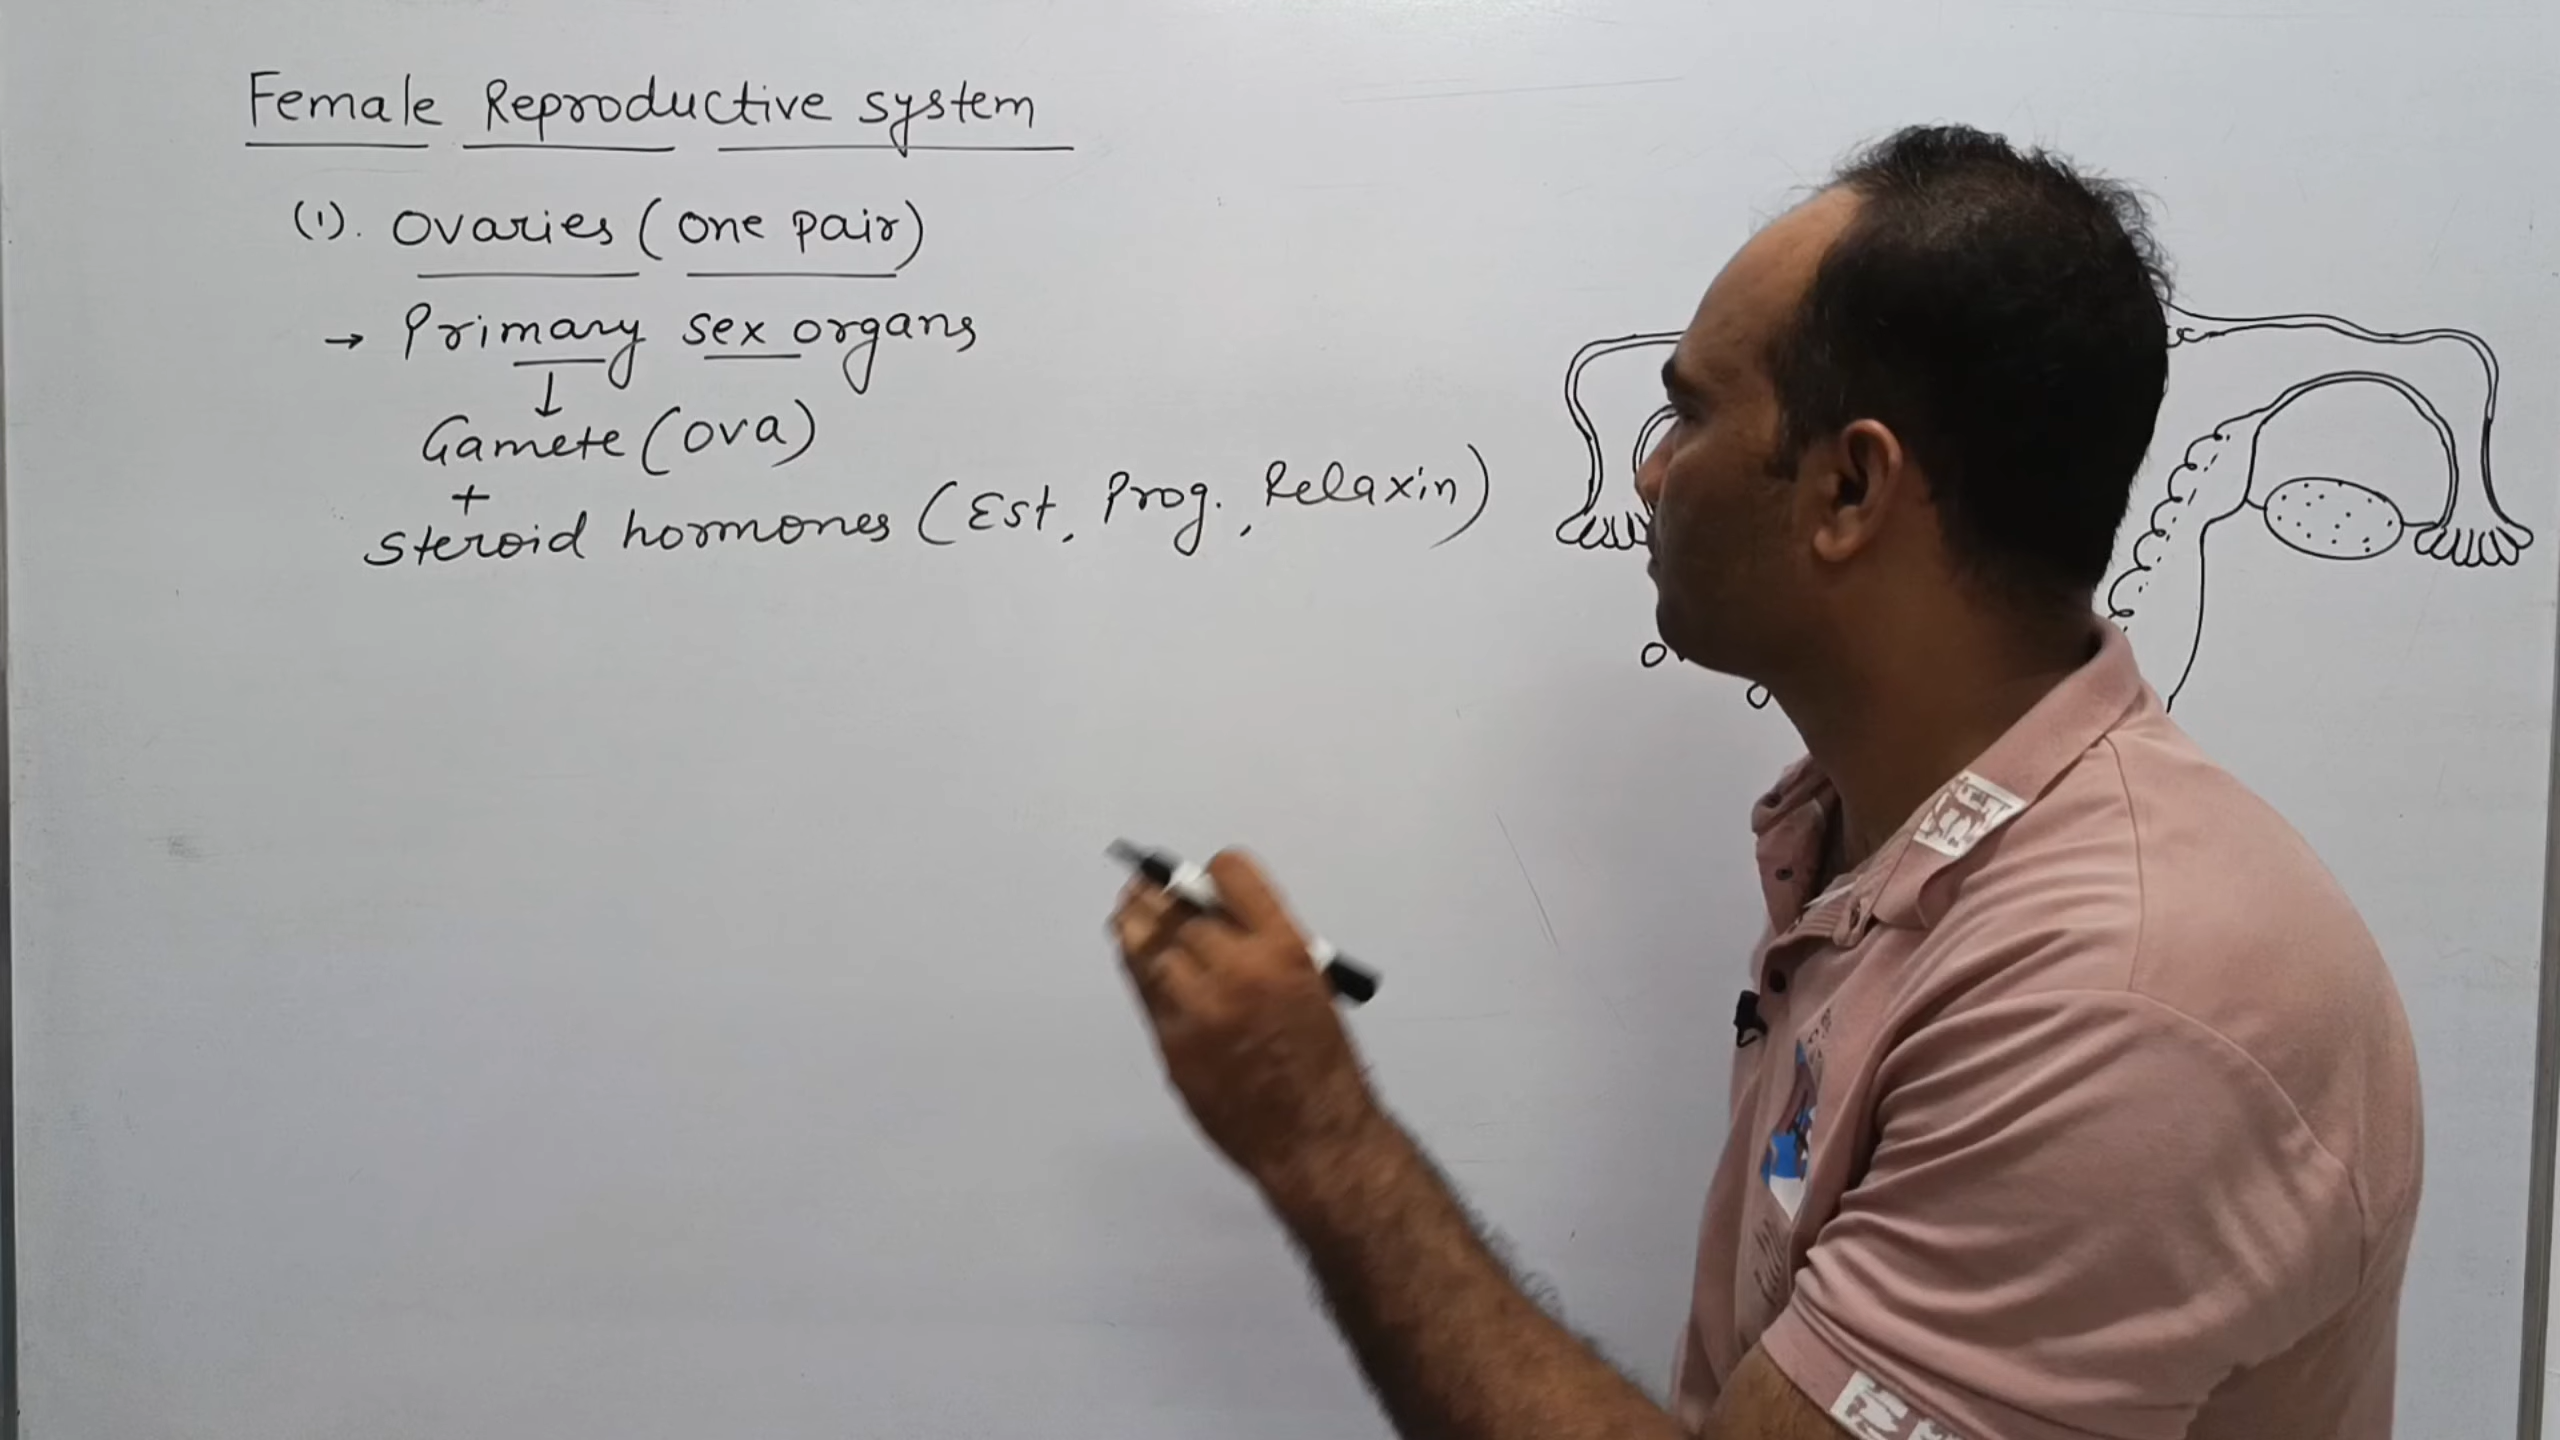 Female Reproductive system
(1). Ovaries (one pair)
→ Primary sex organs
↓
Gamete (ova)
+
steroid hormones (Est, Prog., Relaxin)